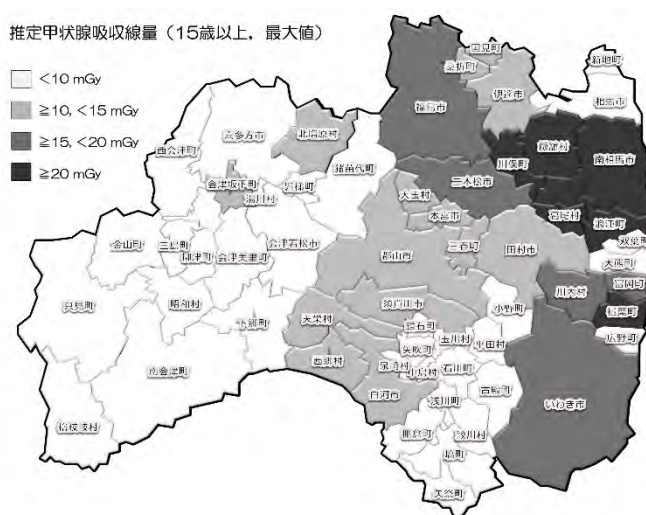 推定甲状腺吸収線量（15歳以上，最大値）
<10 mGy
≧10, <15 mGy
≧15, <20 mGy
≧20 mGy
国見町
桑折町
伊達市
新地町
相馬市
福島市
飯舘村
南相馬市
川俣町
二本松市
大玉村
本宮市
三春町
葛尾村
浪江町
双葉町
大熊町
富岡町
楢葉町
広野町
川内村
田村市
郡山市
須賀川市
小野町
鏡石町
天栄村
矢吹町
玉川村
平田村
西郷村
泉崎村
中島村
石川町
古殿町
白河市
浅川町
棚倉町
鮫川村
塙町
矢祭町
いわき市
北塩原村
喜多方市
西会津町
猪苗代町
磐梯町
会津坂下町
湯川村
会津若松市
金山町
三島町
柳津町
会津美里町
只見町
昭和村
下郷町
南会津町
檜枝岐村